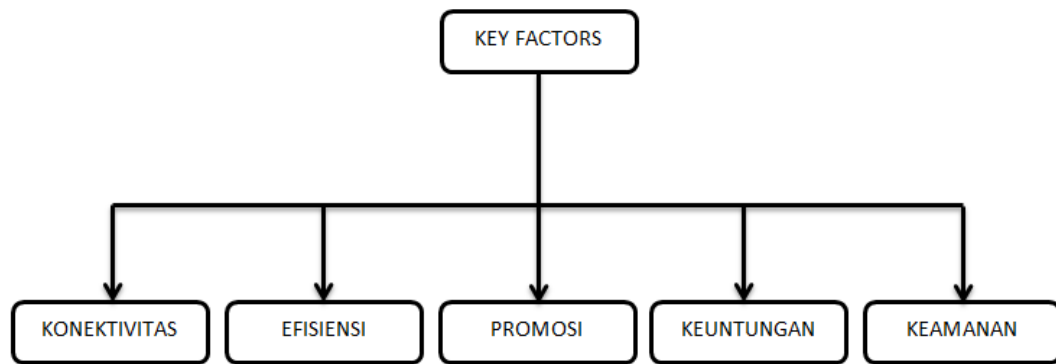 KEY FACTORS
KONEKTIVITAS
EFISIENSI
PROMOSI
KEUNTUNGAN
KEAMANAN